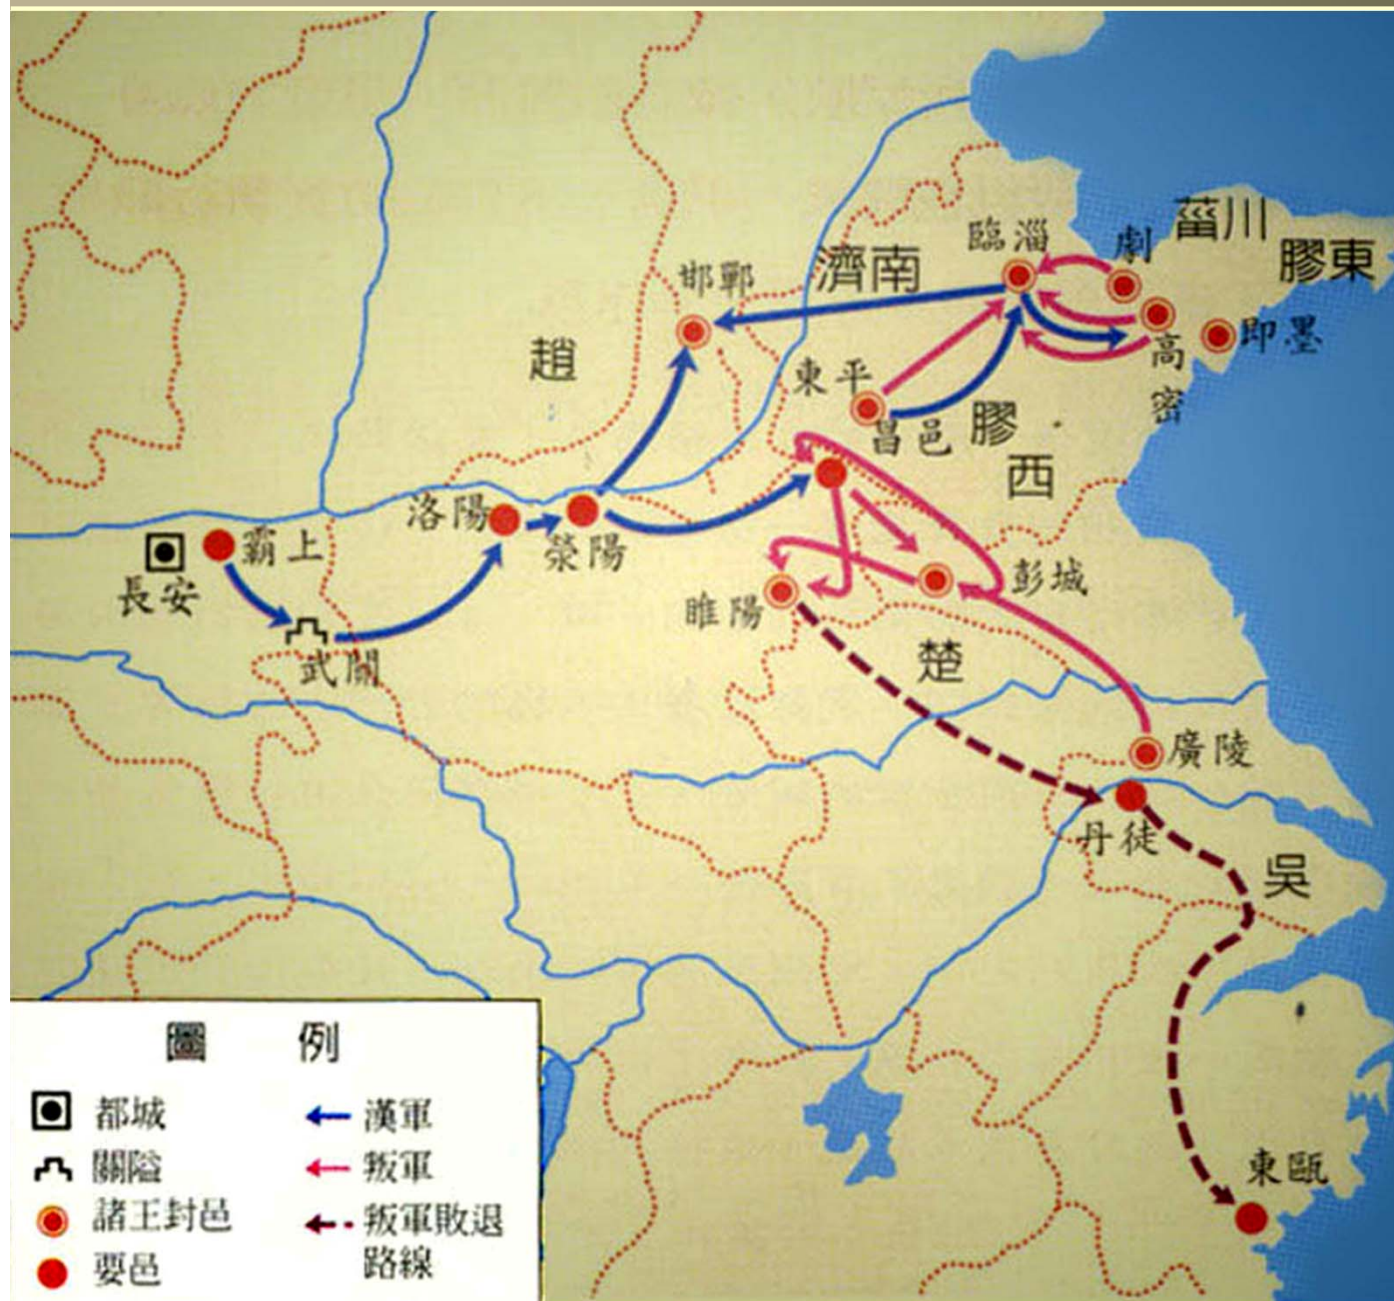 臨淄
劇
菑川
膠東
濟南
邯鄲
即墨
高密
趙
東平
昌邑
膠西
洛陽
滎陽
霸上
長安
彭城
睢陽
武關
楚
廣陵
丹徒
吳
東甌
圖 例
都城
漢軍
關隘
叛軍
諸王封邑
叛軍敗退
路線
要邑